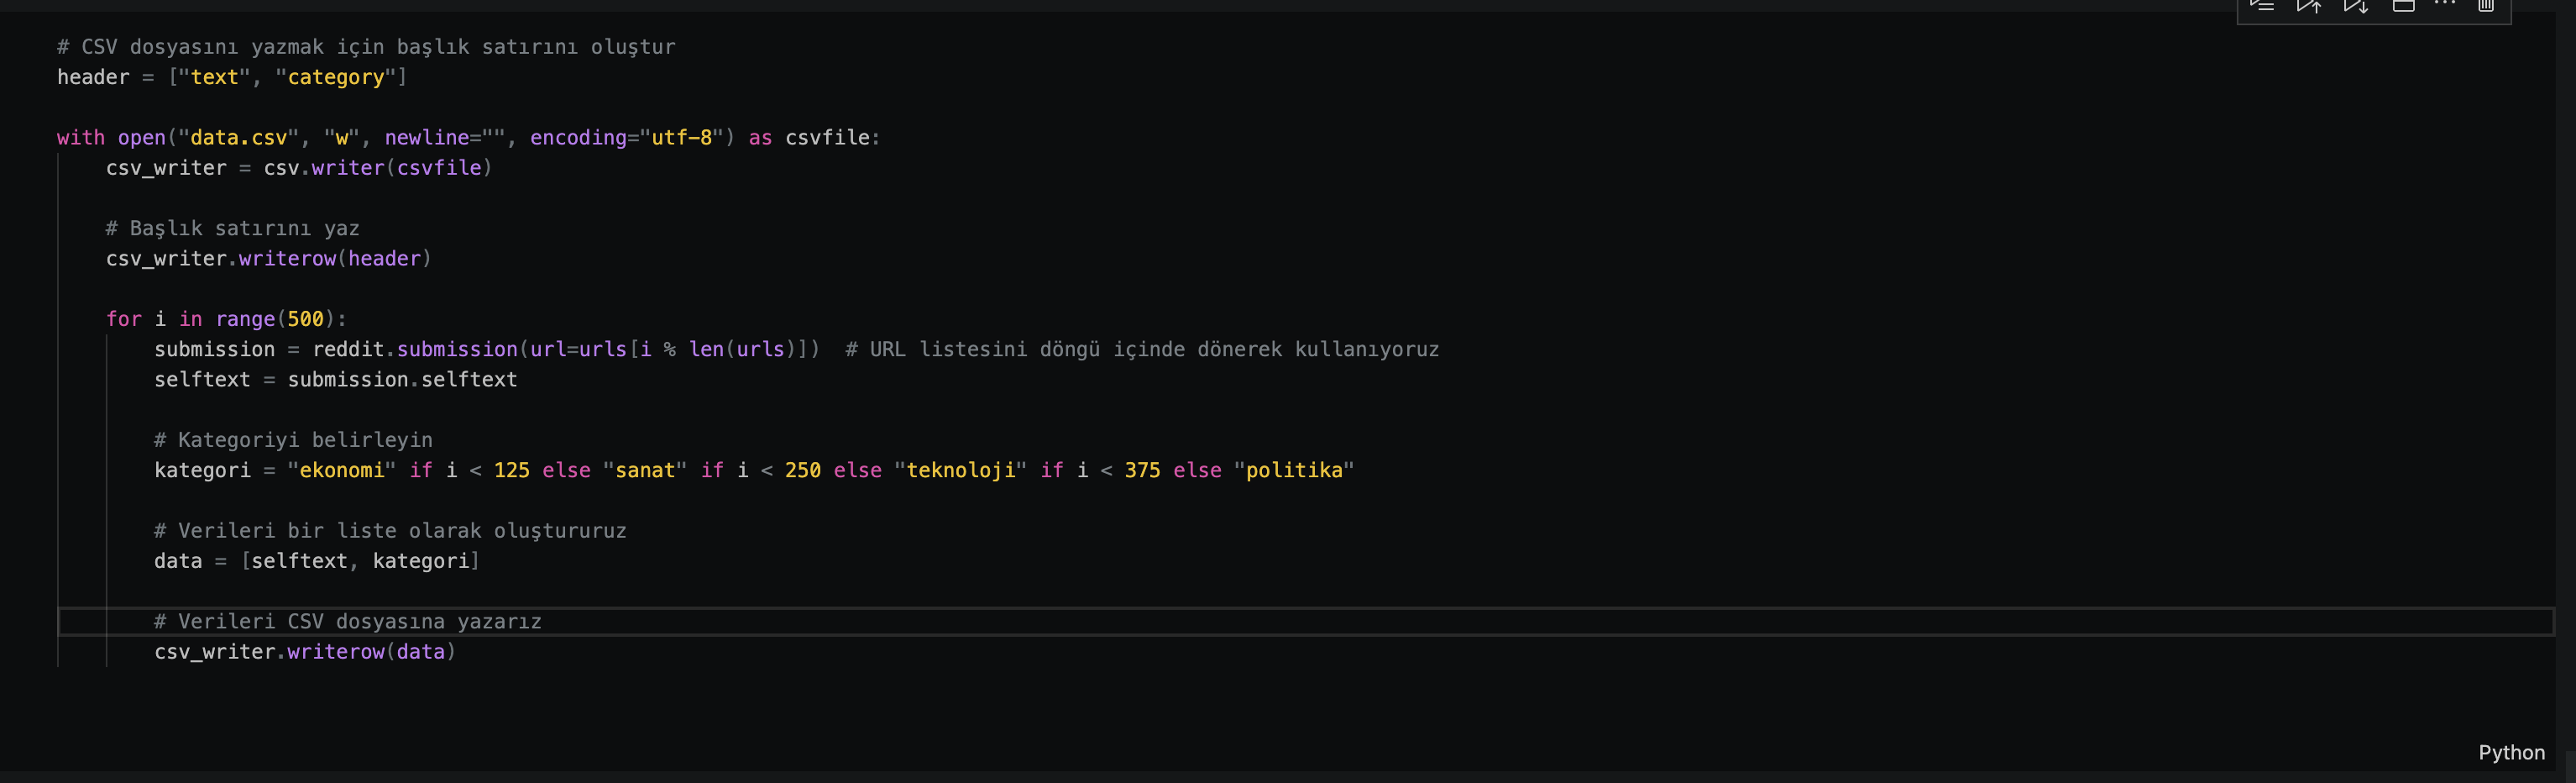 # CSV dosyasını yazmak için başlık satırını oluştur
header = ["text", "category"]
with open("data.csv", "w", newline="", encoding="utf-8") as csvfile:
csv_writer = csv.writer(csvfile)
# Başlık satırını yaz
csv_writer.writerow(header)
for i in range(500):
submission = reddit.submission(url=urls[i % len(urls)])  # URL listesini döngü içinde dönerek kullanıyoruz
selftext = submission.selftext
# Kategoriyi belirleyin
kategori = "ekonomi" if i < 125 else "sanat" if i < 250 else "teknoloji" if i < 375 else "politika"
# Verileri bir liste olarak oluştururuz
data = [selftext, kategori]
# Verileri CSV dosyasına yazarız
csv_writer.writerow(data)
Python